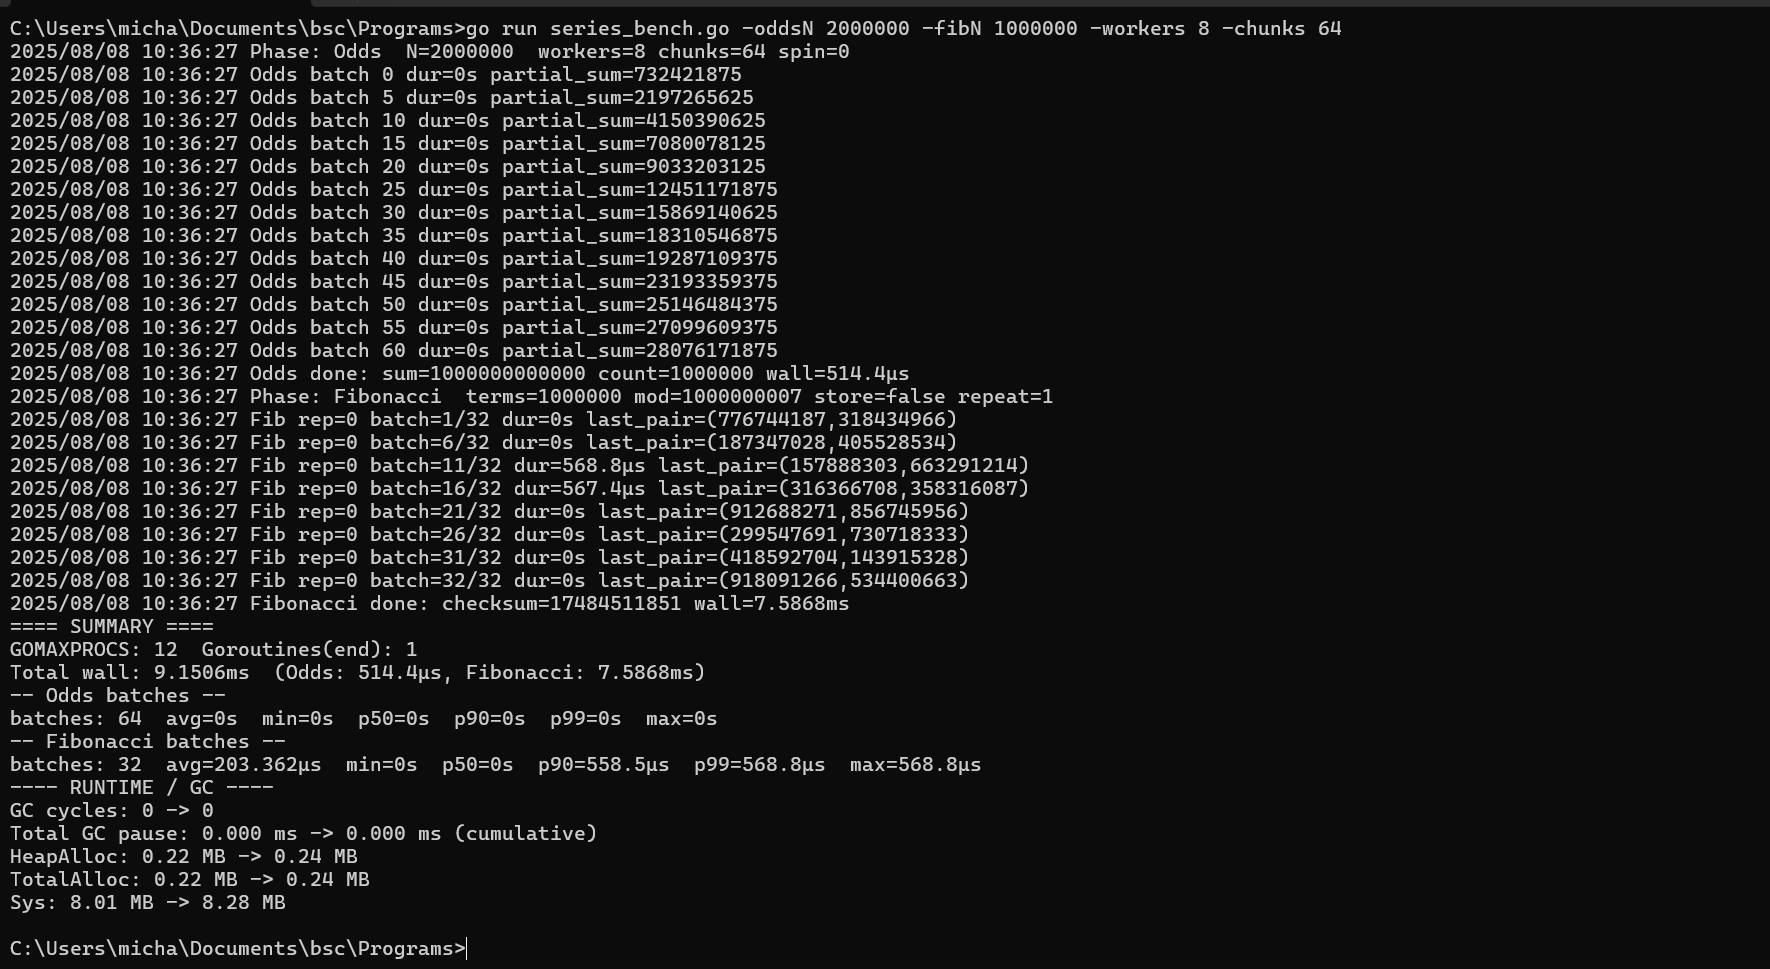 C:\Users\micha\Documents\bsc\Programs>go run series_bench.go -oddsN 2000000 -fibN 1000000 -workers 8 -chunks 64
2025/08/08 10:36:27 Phase: Odds  N=2000000  workers=8 chunks=64 spin=0
2025/08/08 10:36:27 Odds batch 0 dur=0s partial_sum=732421875
2025/08/08 10:36:27 Odds batch 5 dur=0s partial_sum=2197265625
2025/08/08 10:36:27 Odds batch 10 dur=0s partial_sum=4150390625
2025/08/08 10:36:27 Odds batch 15 dur=0s partial_sum=7080078125
2025/08/08 10:36:27 Odds batch 20 dur=0s partial_sum=9033203125
2025/08/08 10:36:27 Odds batch 25 dur=0s partial_sum=12451171875
2025/08/08 10:36:27 Odds batch 30 dur=0s partial_sum=15869140625
2025/08/08 10:36:27 Odds batch 35 dur=0s partial_sum=18310546875
2025/08/08 10:36:27 Odds batch 40 dur=0s partial_sum=19287109375
2025/08/08 10:36:27 Odds batch 45 dur=0s partial_sum=23193359375
2025/08/08 10:36:27 Odds batch 50 dur=0s partial_sum=25146484375
2025/08/08 10:36:27 Odds batch 55 dur=0s partial_sum=27099609375
2025/08/08 10:36:27 Odds batch 60 dur=0s partial_sum=28076171875
2025/08/08 10:36:27 Odds done: sum=1000000000000 count=1000000 wall=514.4µs
2025/08/08 10:36:27 Phase: Fibonacci  terms=1000000 mod=1000000007 store=false repeat=1
2025/08/08 10:36:27 Fib rep=0 batch=1/32 dur=0s last_pair=(776744187,318434966)
2025/08/08 10:36:27 Fib rep=0 batch=6/32 dur=0s last_pair=(187347028,405528534)
2025/08/08 10:36:27 Fib rep=0 batch=11/32 dur=568.8µs last_pair=(157888303,663291214)
2025/08/08 10:36:27 Fib rep=0 batch=16/32 dur=567.4µs last_pair=(316366708,358316087)
2025/08/08 10:36:27 Fib rep=0 batch=21/32 dur=0s last_pair=(912688271,856745956)
2025/08/08 10:36:27 Fib rep=0 batch=26/32 dur=0s last_pair=(299547691,730718333)
2025/08/08 10:36:27 Fib rep=0 batch=31/32 dur=0s last_pair=(418592704,143915328)
2025/08/08 10:36:27 Fib rep=0 batch=32/32 dur=0s last_pair=(918091266,534400663)
2025/08/08 10:36:27 Fibonacci done: checksum=17484511851 wall=7.5868ms
==== SUMMARY ====
GOMAXPROCS: 12  Goroutines(end): 1
Total wall: 9.1506ms  (Odds: 514.4µs, Fibonacci: 7.5868ms)
-- Odds batches --
batches: 64  avg=0s  min=0s  p50=0s  p90=0s  p99=0s  max=0s
-- Fibonacci batches --
batches: 32  avg=203.362µs  min=0s  p50=0s  p90=558.5µs  p99=568.8µs  max=568.8µs
---- RUNTIME / GC ----
GC cycles: 0 -> 0
Total GC pause: 0.000 ms -> 0.000 ms (cumulative)
HeapAlloc: 0.22 MB -> 0.24 MB
TotalAlloc: 0.22 MB -> 0.24 MB
Sys: 8.01 MB -> 8.28 MB
C:\Users\micha\Documents\bsc\Programs>